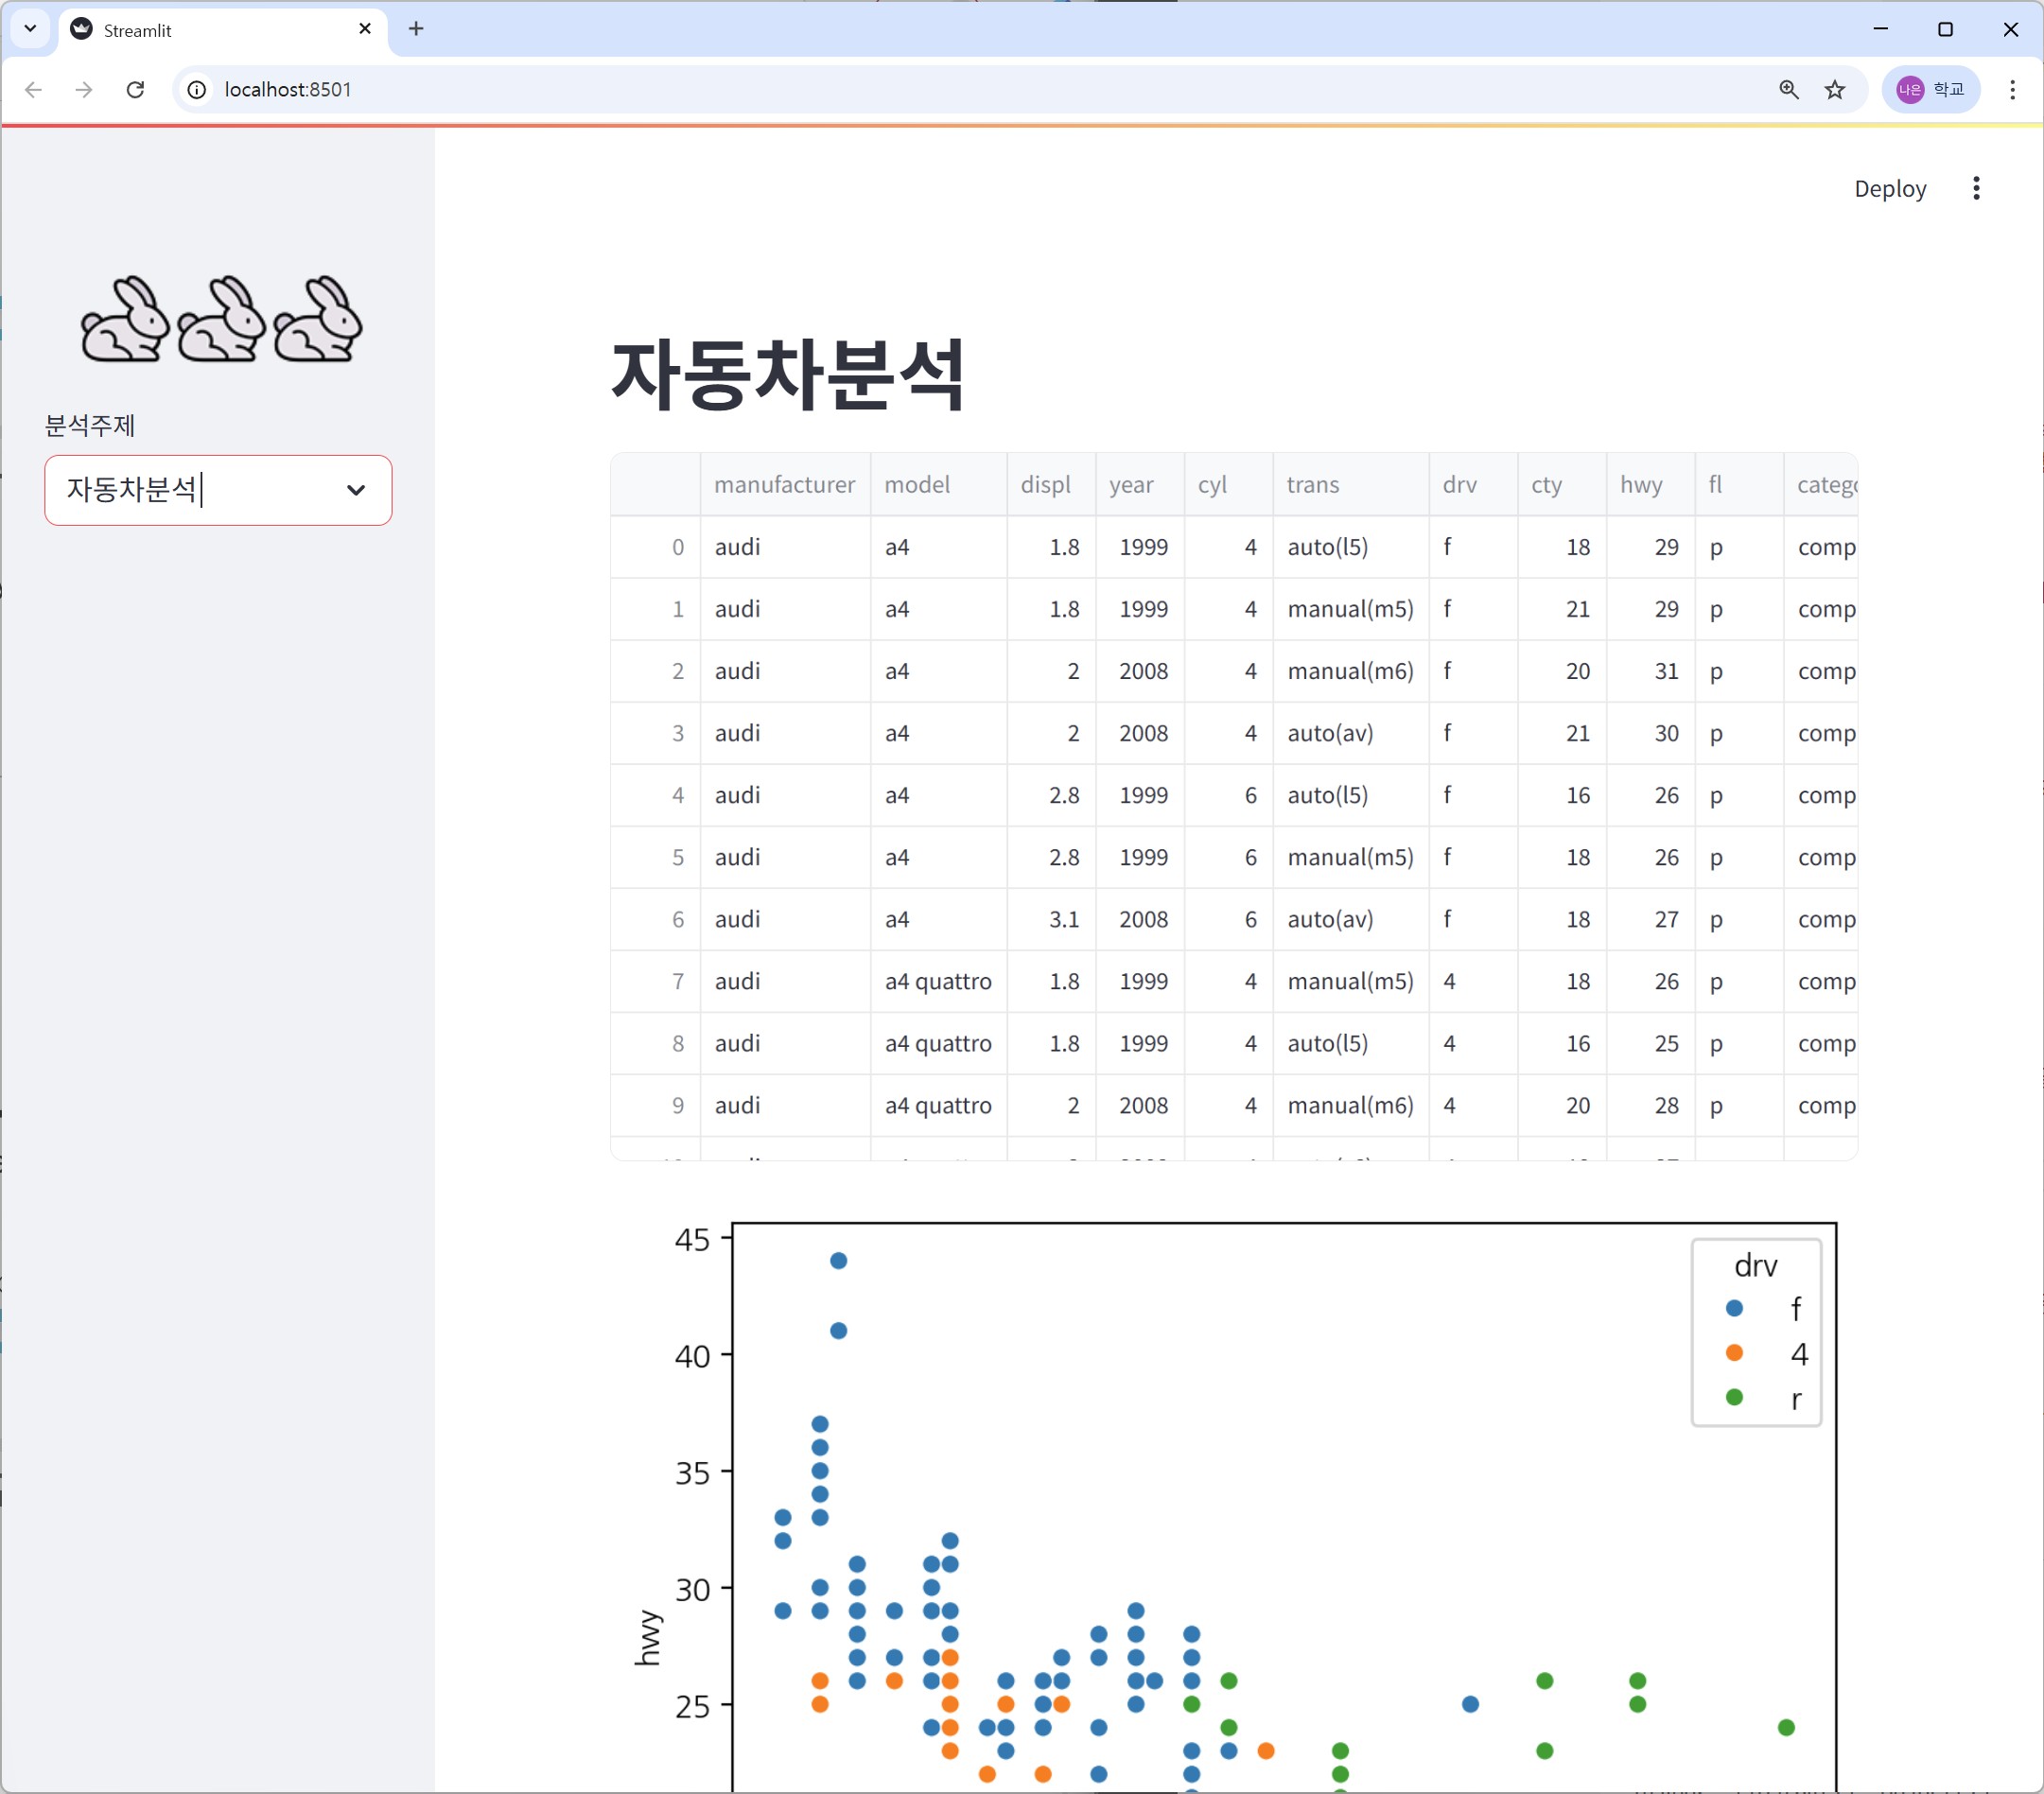 Streamlit
localhost:8501
나은 학교
Deploy
분석주제
자동차분석
자동차분석
manufacturer model displ year cyl trans drv cty hwy fl catego
0 audi a4 1.8 1999 4 auto(l5) f 18 29 p comp
1 audi a4 1.8 1999 4 manual(m5) f 21 29 p comp
2 audi a4 2 2008 4 manual(m6) f 20 31 p comp
3 audi a4 2 2008 4 auto(av) f 21 30 p comp
4 audi a4 2.8 1999 6 auto(l5) f 16 26 p comp
5 audi a4 2.8 1999 6 manual(m5) f 18 26 p comp
6 audi a4 3.1 2008 6 auto(av) f 18 27 p comp
7 audi a4 quattro 1.8 1999 4 manual(m5) 4 18 26 p comp
8 audi a4 quattro 1.8 1999 4 auto(l5) 4 16 25 p comp
9 audi a4 quattro 2 2008 4 manual(m6) 4 20 28 p comp
45
40
35
30
25
hwy
drv
f
4
r